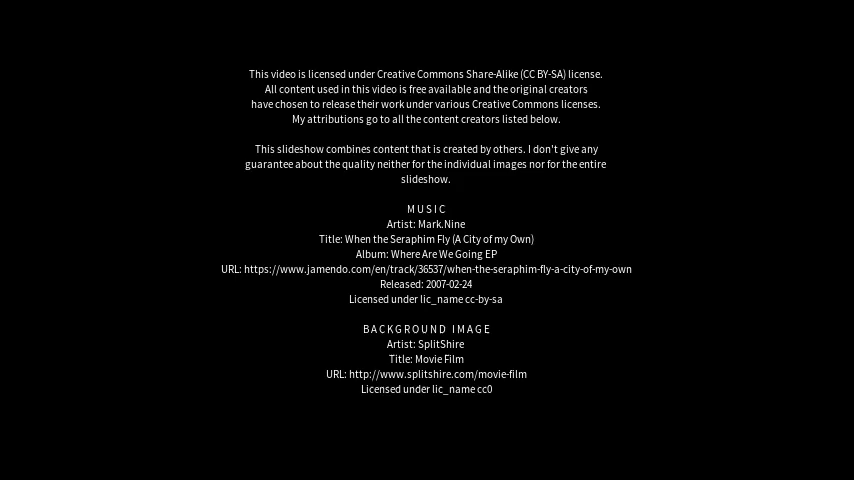 This video is licensed under Creative Commons Share-Alike (CC BY-SA) license.
All content used in this video is free available and the original creators
have chosen to release their work under various Creative Commons licenses.
My attributions go to all the content creators listed below.
This slideshow combines content that is created by others. I don't give any
guarantee about the quality neither for the individual images nor for the entire
slideshow.
MUSIC
Artist: Mark.Nine
Title: When the Seraphim Fly (A City of my Own)
Album: Where Are We Going EP
URL: https://www.jamendo.com/en/track/36537/when-the-seraphim-fly-a-city-of-my-own
Released: 2007-02-24
Licensed under lic_name cc-by-sa
BACKGROUND IMAGE
Artist: SplitShire
Title: Movie Film
URL: http://www.splitshire.com/movie-film
Licensed under lic_name cc0